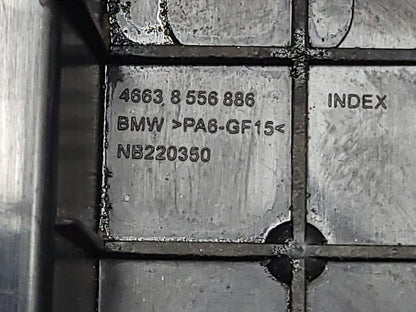 4663 8 556 886
INDEX
BMW >PA6-GF15<
NB220350